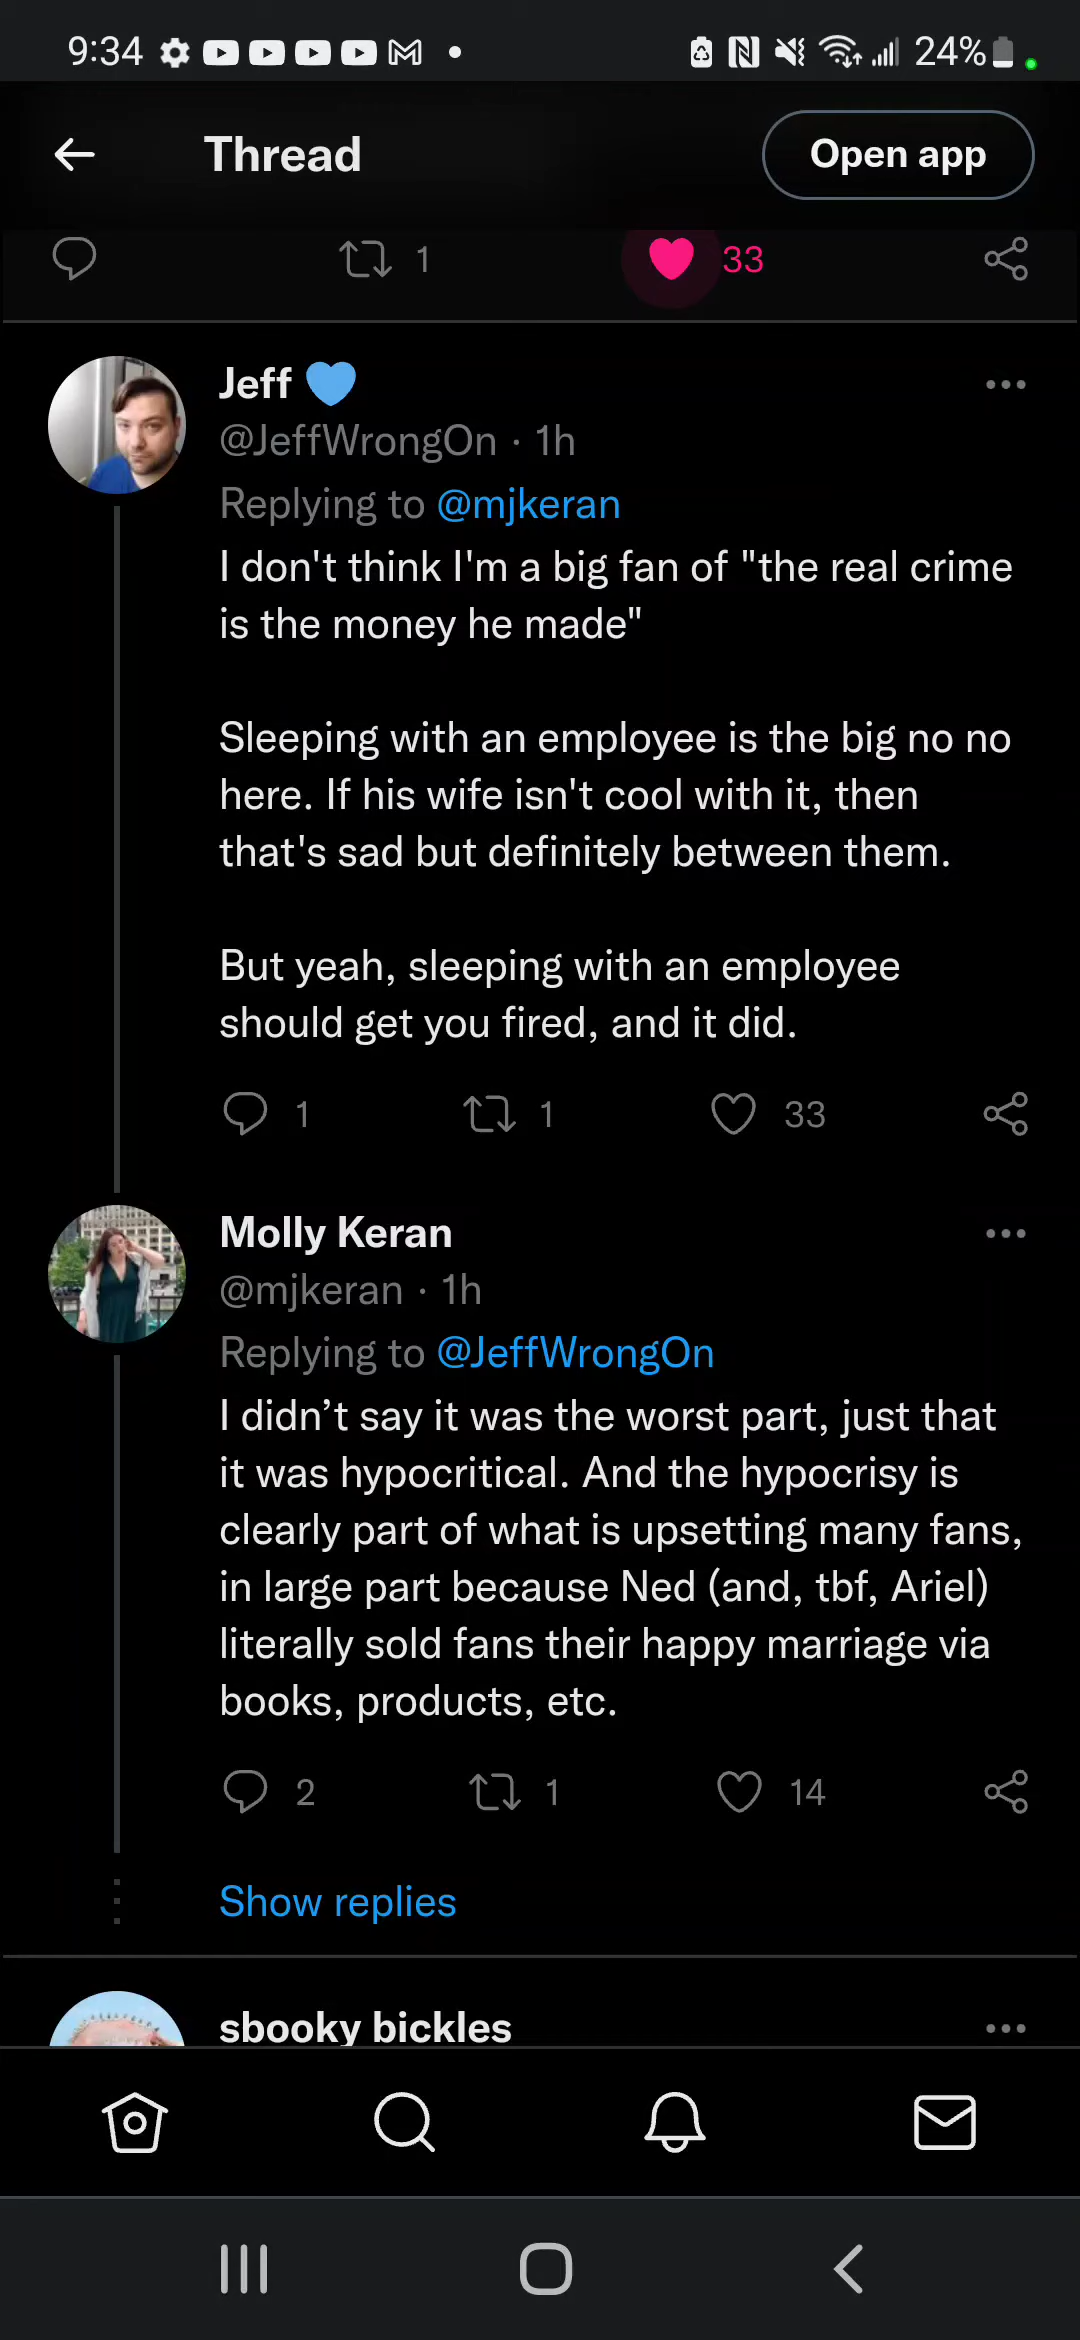 9:34
24%
Thread
Open app
1
33
Jeff 💙
@JeffWrongOn · 1h
Replying to @mjkeran
I don't think I'm a big fan of "the real crime
is the money he made"
Sleeping with an employee is the big no no
here. If his wife isn't cool with it, then
that's sad but definitely between them.
But yeah, sleeping with an employee
should get you fired, and it did.
1
1
33
Molly Keran
@mjkeran · 1h
Replying to @JeffWrongOn
I didn’t say it was the worst part, just that
it was hypocritical. And the hypocrisy is
clearly part of what is upsetting many fans,
in large part because Ned (and, tbf, Ariel)
literally sold fans their happy marriage via
books, products, etc.
2
1
14
Show replies
sbooky bickles